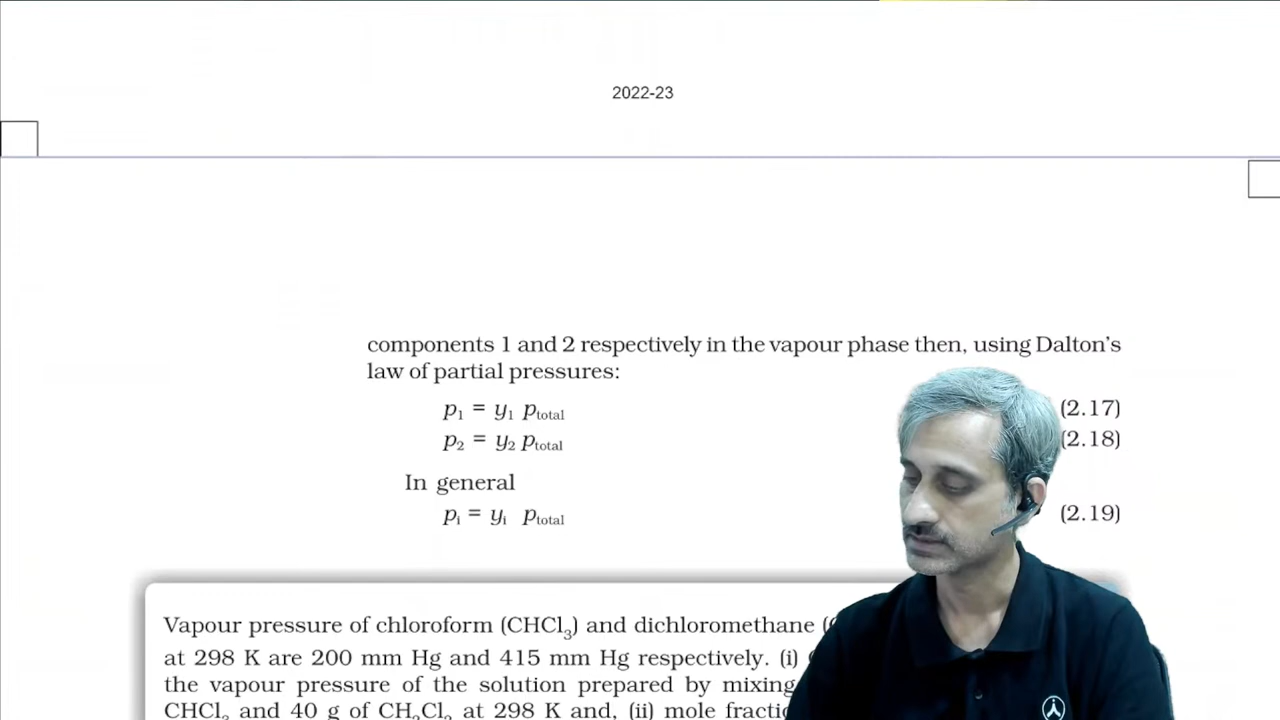 2022-23
components 1 and 2 respectively in the vapour phase then, using Dalton's
law of partial pressures:
p₁ = y₁ p_total (2.17)
p₂ = y₂ p_total (2.18)
In general
pᵢ = yᵢ p_total (2.19)
Vapour pressure of chloroform (CHCl₃) and dichloromethane
at 298 K are 200 mm Hg and 415 mm Hg respectively. (i)
the vapour pressure of the solution prepared by mixing
CHCl₃ and 40 g of CH₂Cl₂ at 298 K and, (ii) mole